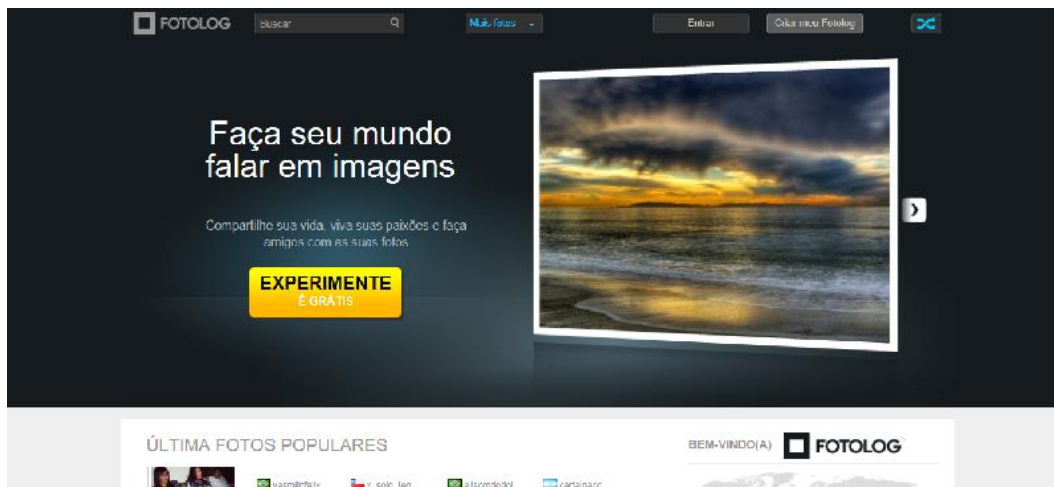 FOTOLOG
Buscar
Mais fotos
Entrar
Criar meu Fotolog
Faça seu mundo
falar em imagens
Compartilhe sua vida, viva suas paixões e faça
amigos com as suas fotos
EXPERIMENTE
É GRÁTIS
ÚLTIMA FOTOS POPULARES
BEM-VINDO(A) FOTOLOG